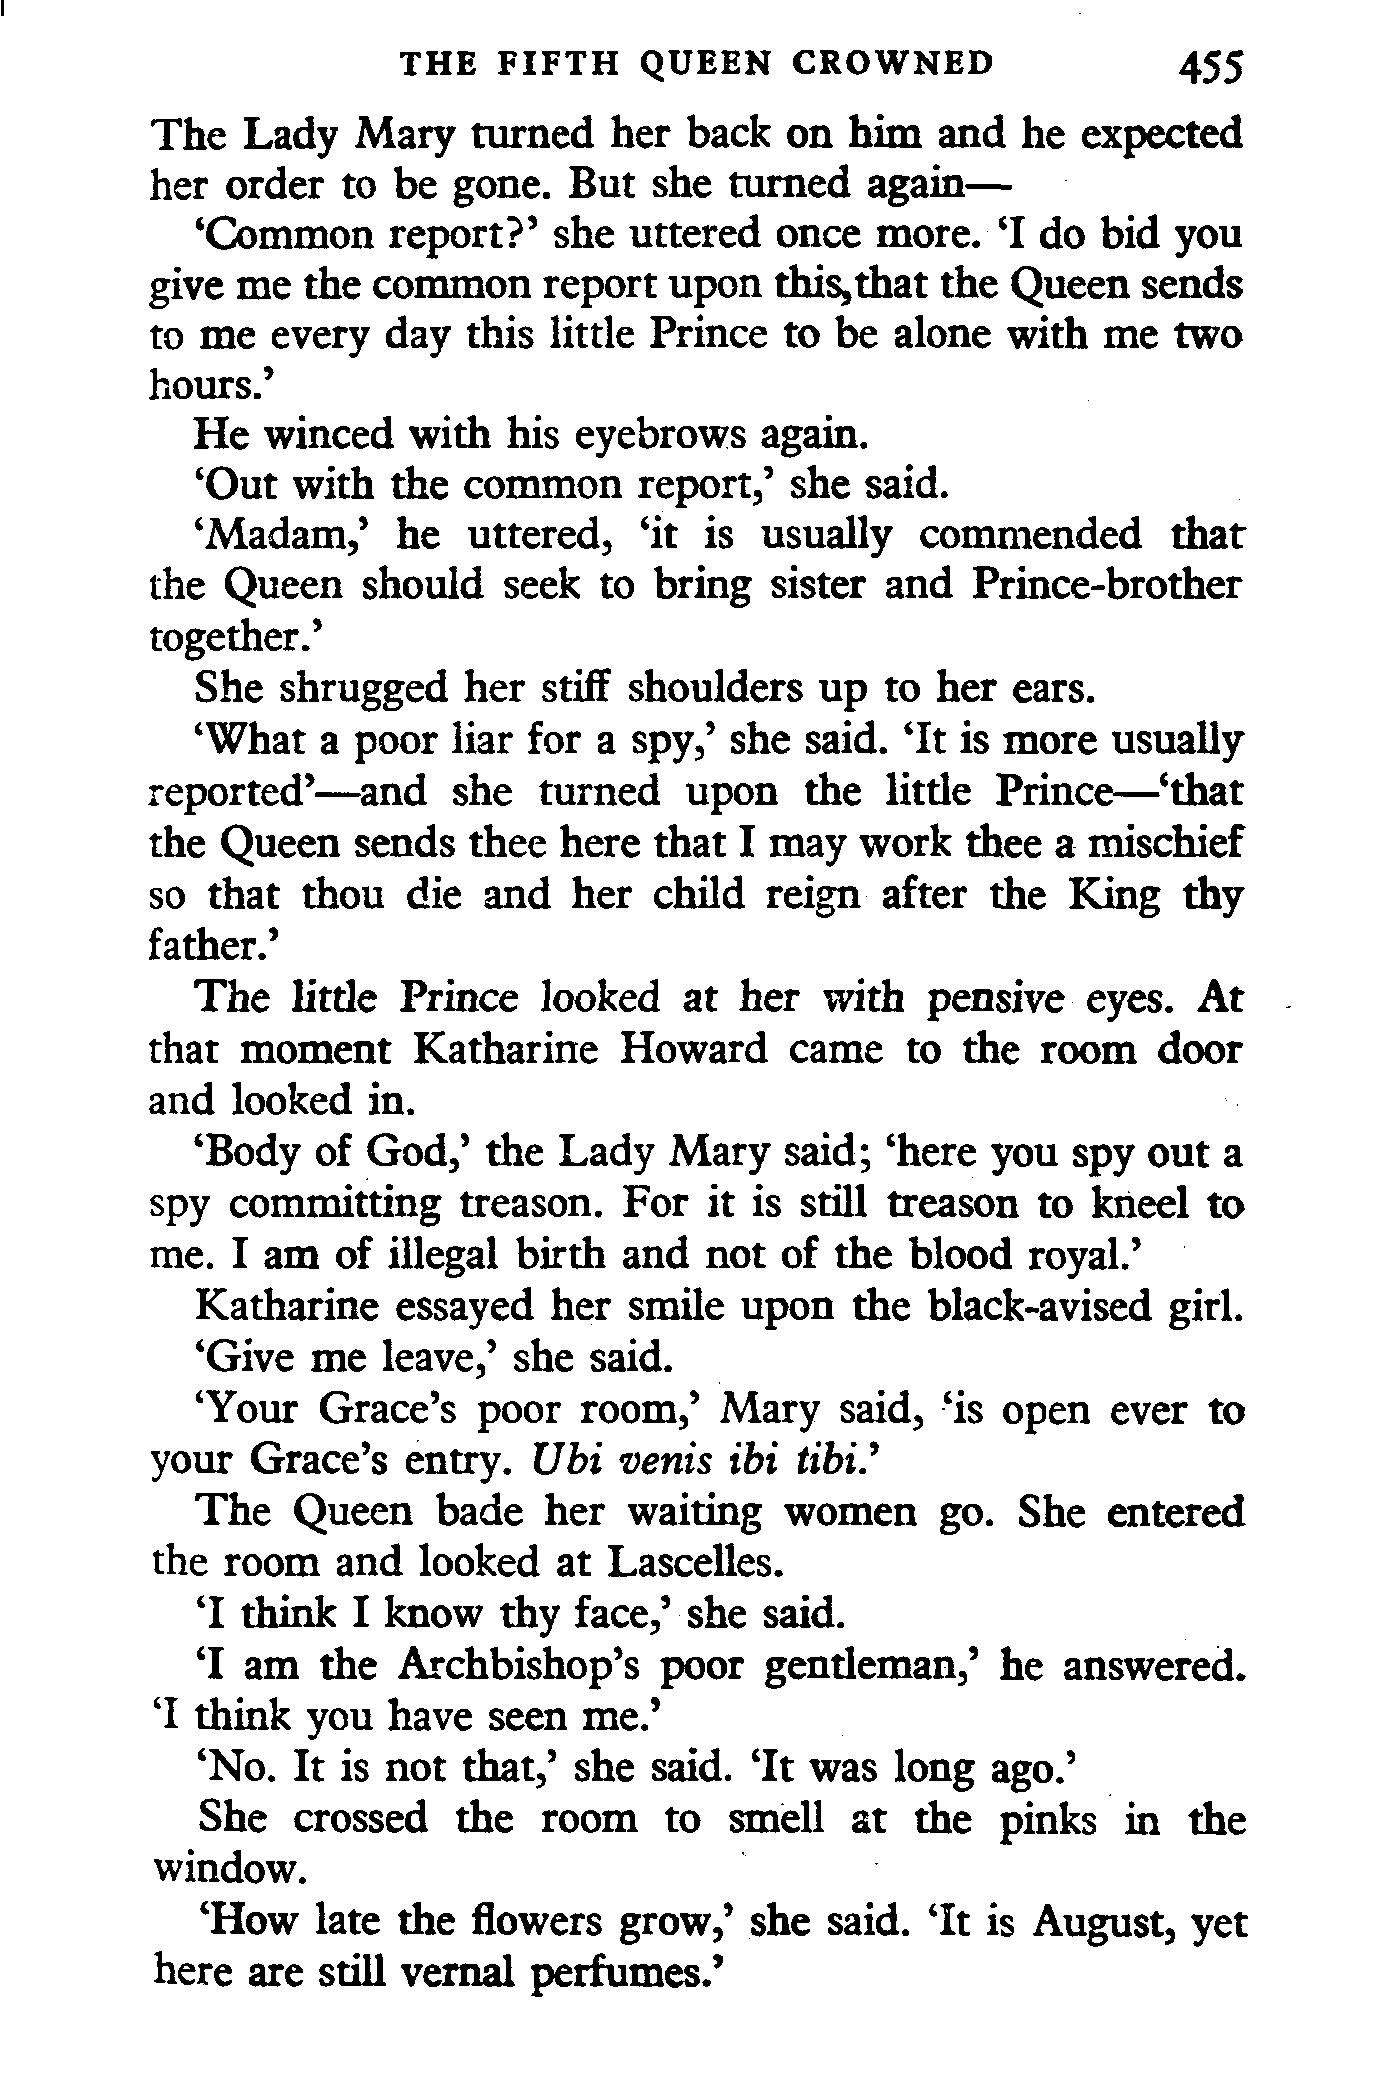 THE FIFTH QUEEN CROWNED 455
The Lady Mary turned her back on him and he expected
her order to be gone. But she turned again—
‘Common report?’ she uttered once more. ‘I do bid you
give me the common report upon this, that the Queen sends
to me every day this little Prince to be alone with me two
hours.’
He winced with his eyebrows again.
‘Out with the common report,’ she said.
‘Madam,’ he uttered, ‘it is usually commended that
the Queen should seek to bring sister and Prince-brother
together.’
She shrugged her stiff shoulders up to her ears.
‘What a poor liar for a spy,’ she said. ‘It is more usually
reported’—and she turned upon the little Prince—‘that
the Queen sends thee here that I may work thee a mischief
so that thou die and her child reign after the King thy
father.’
The little Prince looked at her with pensive eyes. At
that moment Katharine Howard came to the room door
and looked in.
‘Body of God,’ the Lady Mary said; ‘here you spy out a
spy committing treason. For it is still treason to kneel to
me. I am of illegal birth and not of the blood royal.’
Katharine essayed her smile upon the black-avised girl.
‘Give me leave,’ she said.
‘Your Grace’s poor room,’ Mary said, ‘is open ever to
your Grace’s entry. Ubi venis ibi tibi.’
The Queen bade her waiting women go. She entered
the room and looked at Lascelles.
‘I think I know thy face,’ she said.
‘I am the Archbishop’s poor gentleman,’ he answered.
‘I think you have seen me.’
‘No. It is not that,’ she said. ‘It was long ago.’
She crossed the room to smell at the pinks in the
window.
‘How late the flowers grow,’ she said. ‘It is August, yet
here are still vernal perfumes.’